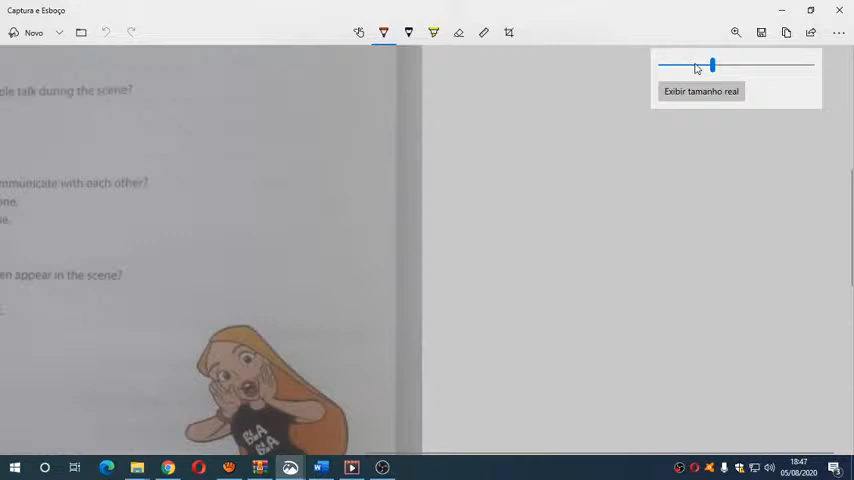 Captura e Esboço
Novo
ple talk during the scene?
Exibir tamanho real
mmunicate with each other?
one.
e.
en appear in the scene?
BLA
BLA
18:47
05/08/2020
3